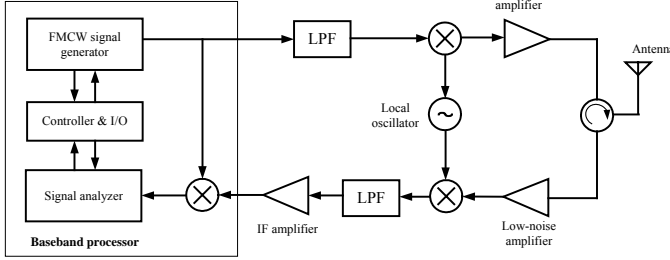 amplifier
FMCW signal
generator
LPF
Antenna
Controller & I/O
Local
oscillator
Signal analyzer
LPF
IF amplifier
Low-noise
amplifier
Baseband processor